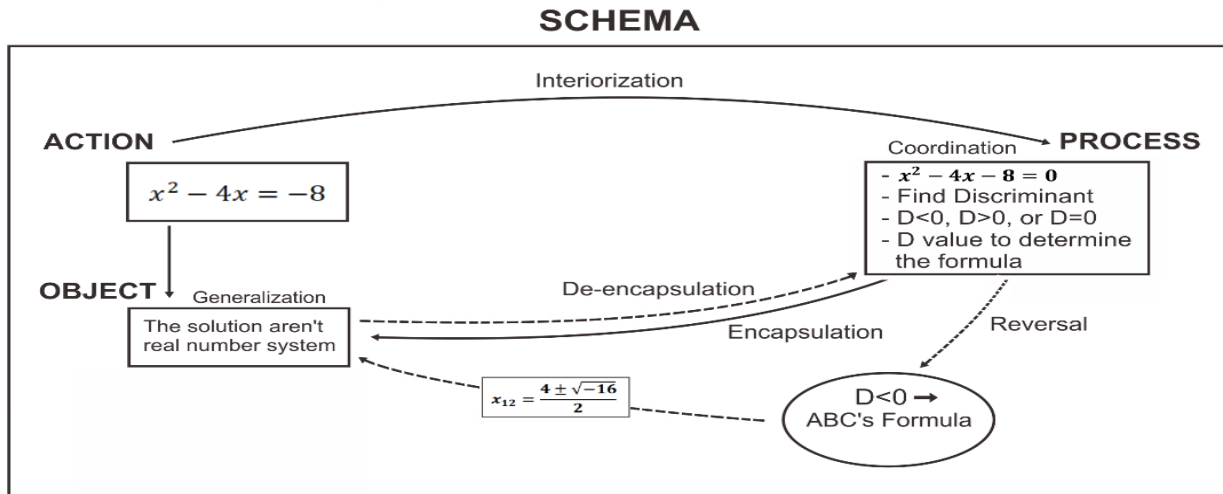 SCHEMA
Interiorization
ACTION
PROCESS
Coordination
x² − 4x = −8
- x² − 4x − 8 = 0
- Find Discriminant
- D<0, D>0, or D=0
- D value to determine
the formula
OBJECT
Generalization
The solution aren't
real number system
De-encapsulation
Encapsulation
Reversal
x₁₂ = (4 ± √−16)/2
D<0 →
ABC's Formula